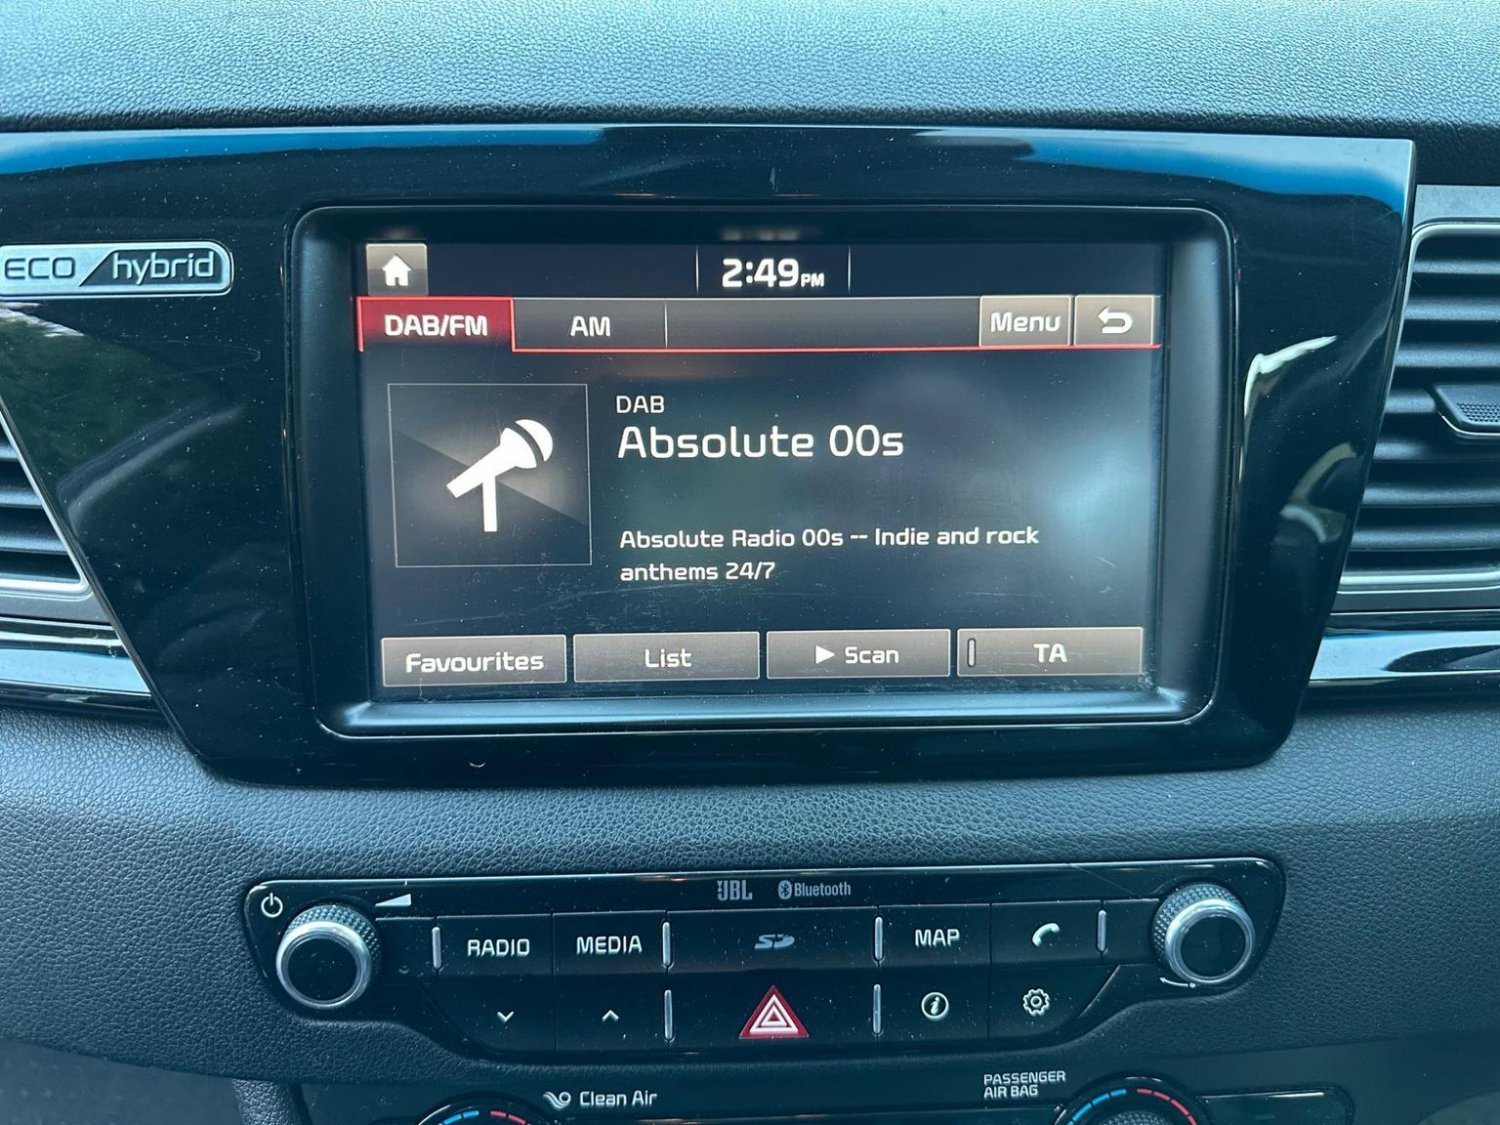 ECO hybrid
2:49PM
DAB/FM
AM
Menu
DAB
Absolute 00s
Absolute Radio 00s -- Indie and rock
anthems 24/7
Favourites
List
Scan
TA
JBL
Bluetooth
RADIO
MEDIA
SD
MAP
i
Clean Air
PASSENGER
AIR BAG